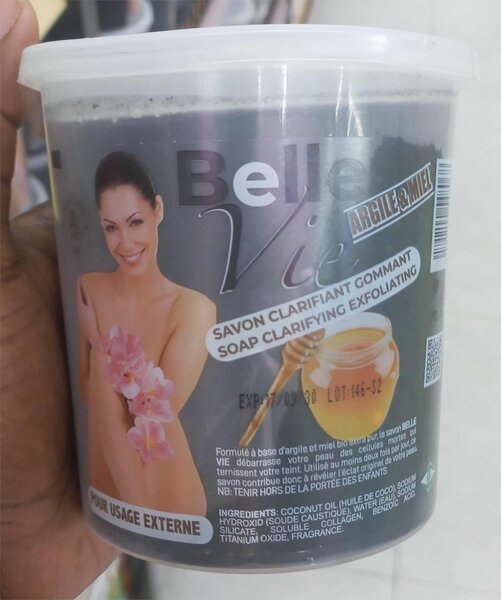 Belle
Vie
ARGILE & MIEL
SAVON CLARIFIANT GOMMANT
SOAP CLARIFYING EXFOLIATING
EXP:17/09/30 LOT:146-S2
Formulé à base d'argile et miel bio extra pur, le savon BELLE
VIE débarrasse votre peau des cellules mortes qui
ternissent votre teint. Utilisé au moins deux fois par jour, ce
savon contribue donc à révéler l'éclat original de votre peau.
NB: TENIR HORS DE LA PORTÉE DES ENFANTS
POUR USAGE EXTERNE
INGREDIENTS: COCONUT OIL (HUILE DE COCO), SODIUM
HYDROXID (SOUDE CAUSTIQUE), WATER (EAU), SODIUM
SILICATE, SOLUBLE COLLAGEN, BENZOIC ACID,
TITANIUM OXIDE, FRAGRANCE.